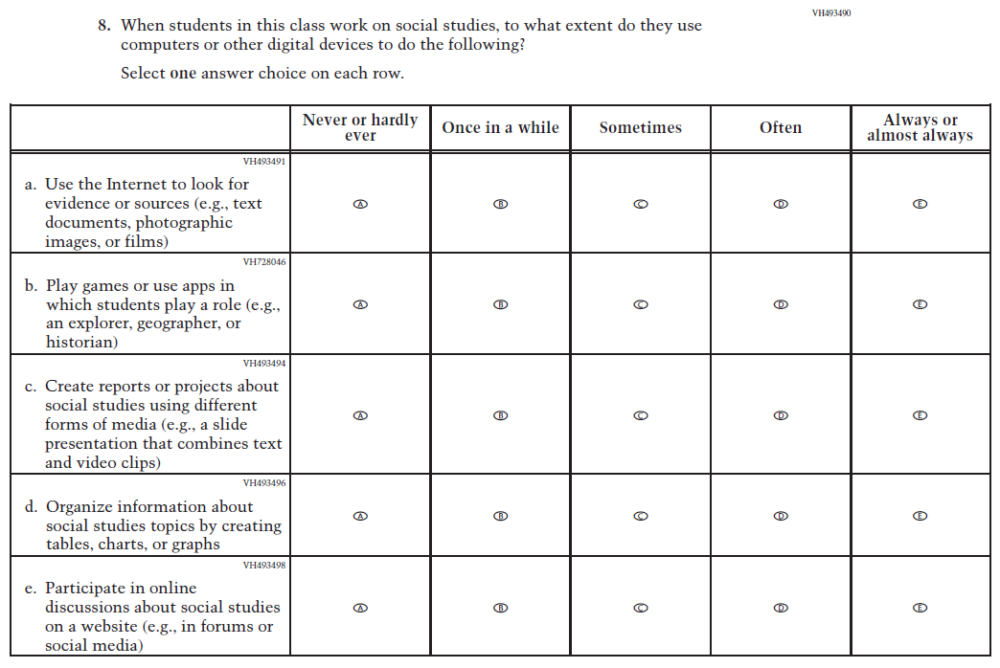 VH493490
8. When students in this class work on social studies, to what extent do they use
computers or other digital devices to do the following?
Select one answer choice on each row.
Never or hardly
ever
Once in a while
Sometimes
Often
Always or
almost always
VH493491
a. Use the Internet to look for
evidence or sources (e.g., text
documents, photographic
images, or films)
A B C D E
VH728046
b. Play games or use apps in
which students play a role (e.g.,
an explorer, geographer, or
historian)
A B C D E
VH493494
c. Create reports or projects about
social studies using different
forms of media (e.g., a slide
presentation that combines text
and video clips)
A B C D E
VH493496
d. Organize information about
social studies topics by creating
tables, charts, or graphs
A B C D E
VH493498
e. Participate in online
discussions about social studies
on a website (e.g., in forums or
social media)
A B C D E